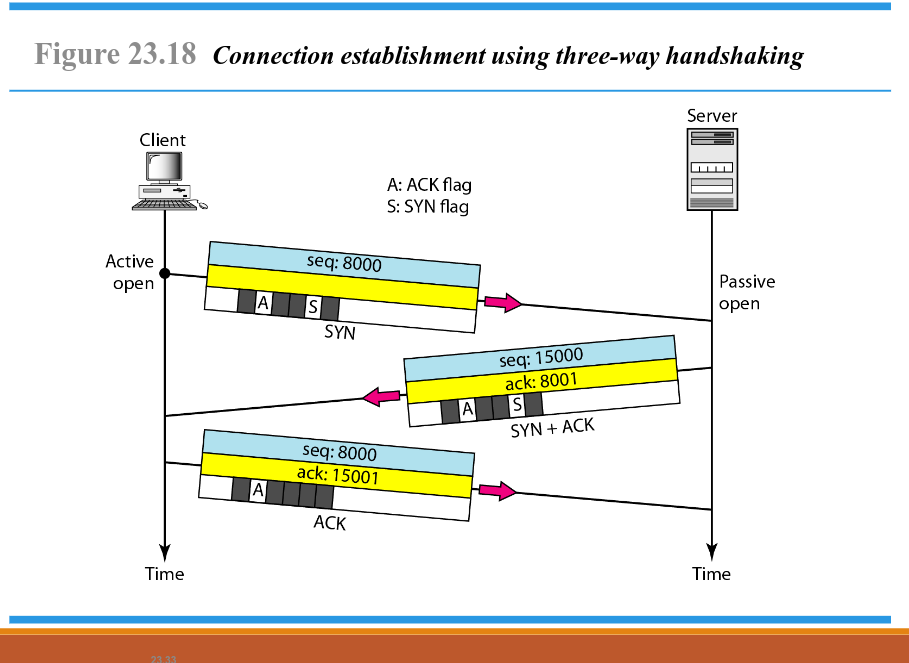 Figure 23.18 Connection establishment using three-way handshaking
Server
Client
A: ACK flag
S: SYN flag
Active
open
seq: 8000
A S
SYN
Passive
open
seq: 15000
ack: 8001
A S
SYN + ACK
seq: 8000
ack: 15001
A
ACK
Time
Time
23.33